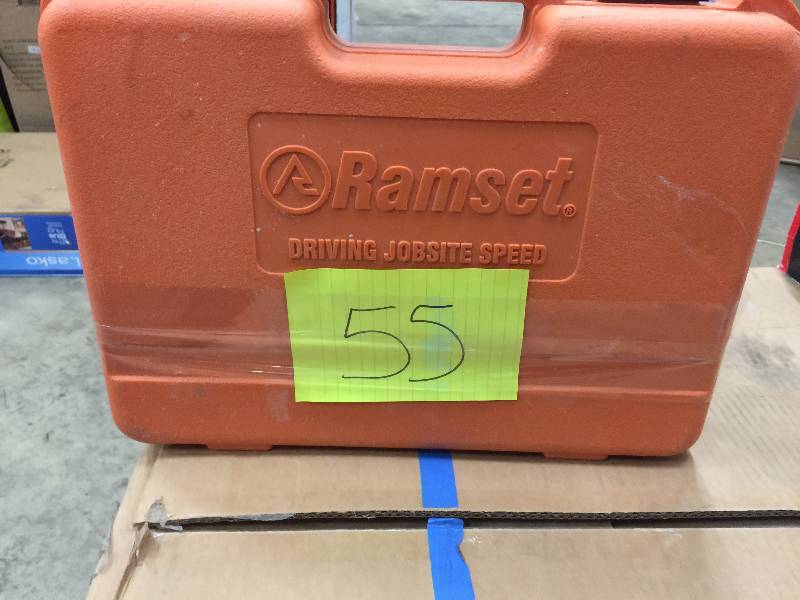 Ramset®
DRIVING JOBSITE SPEED
55
Lasko